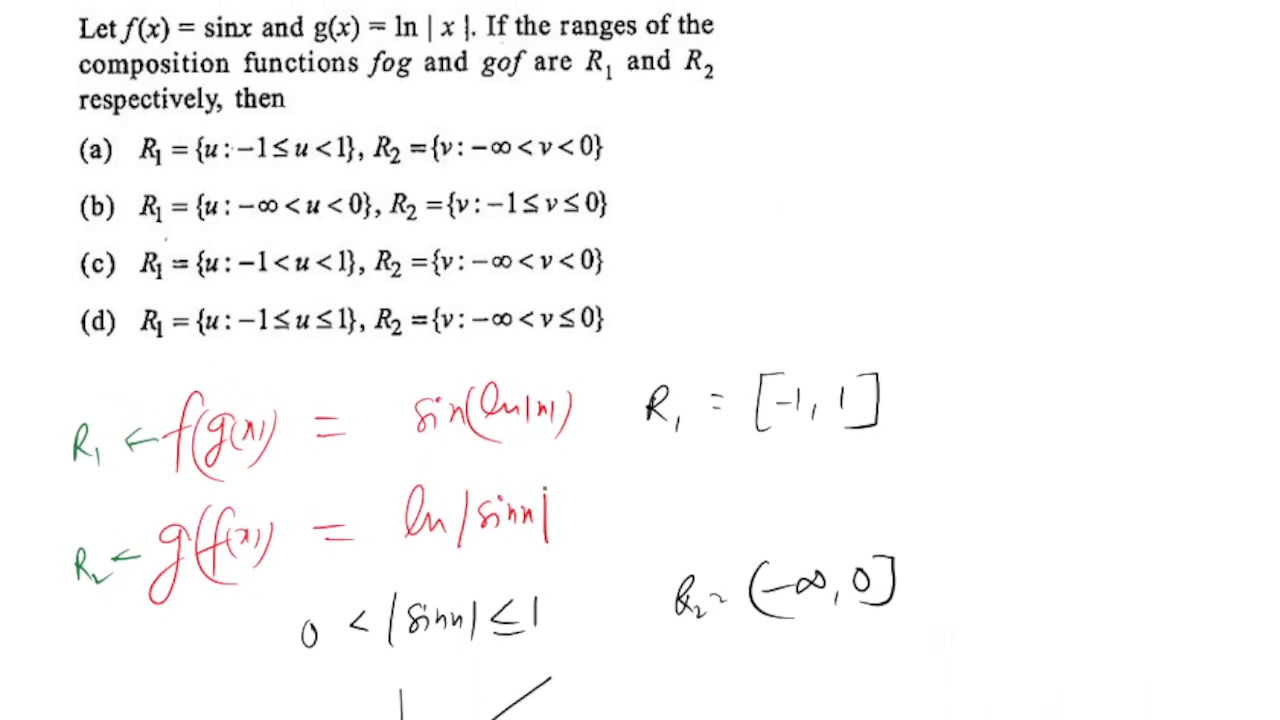 Let f(x) = sinx and g(x) = ln | x |. If the ranges of the
composition functions fog and gof are R₁ and R₂
respectively, then
(a) R₁ = {u : −1 ≤ u < 1}, R₂ = {v : −∞ < v < 0}
(b) R₁ = {u : −∞ < u < 0}, R₂ = {v : −1 ≤ v ≤ 0}
(c) R₁ = {u : −1 < u < 1}, R₂ = {v : −∞ < v < 0}
(d) R₁ = {u : −1 ≤ u ≤ 1}, R₂ = {v : −∞ < v ≤ 0}
R₁ ← f(g(x)) = sin(ln|x|) R₁ = [-1, 1]
R₂ ← g(f(x)) = ln |sinx|
R₂ = (-∞, 0]
0 < |sinx| ≤ 1